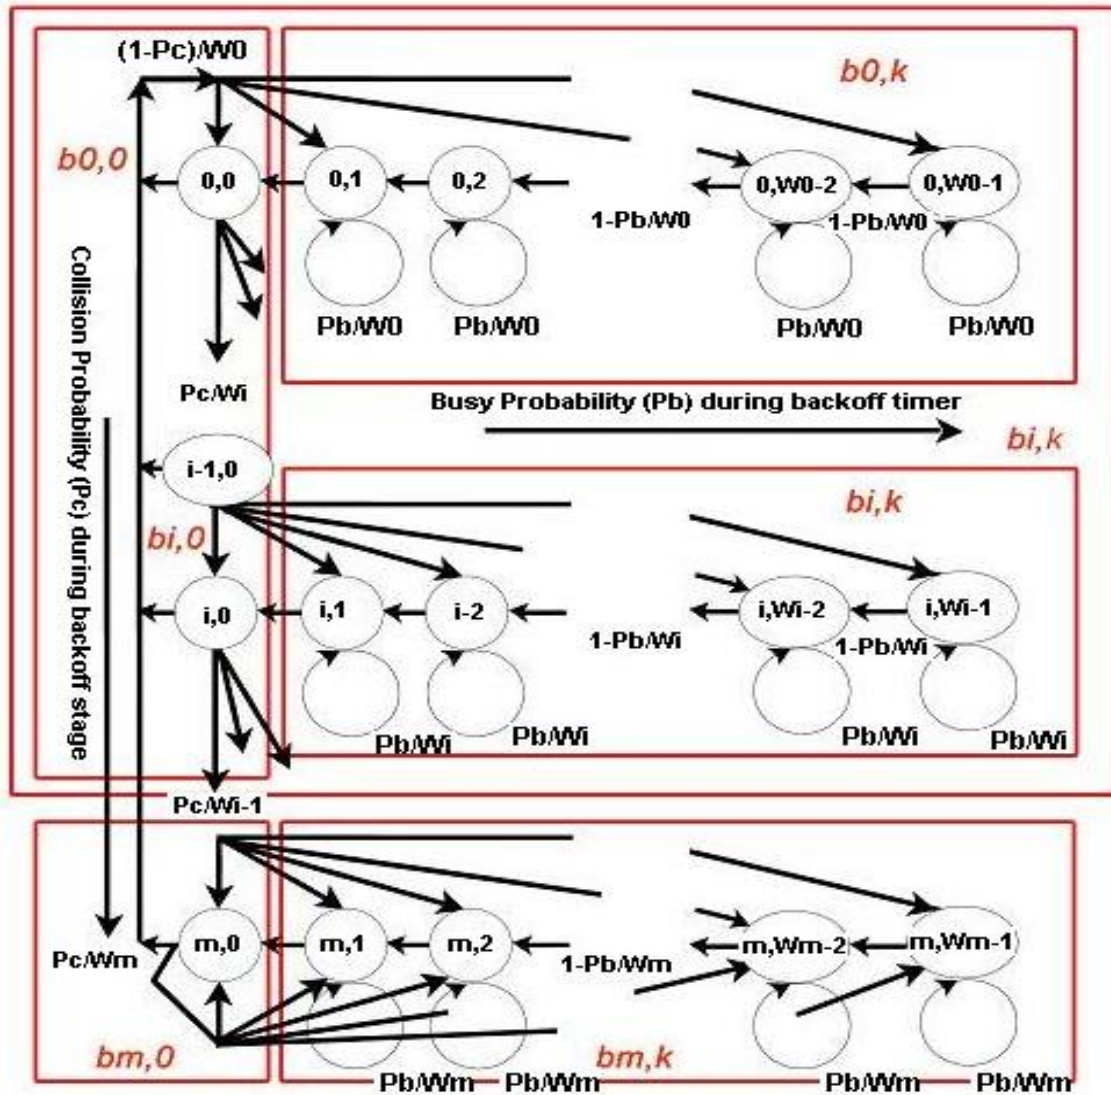 (1-Pc)/W0
b0,k
b0,0
0,0
0,1
0,2
0,W0-2
0,W0-1
1-Pb/W0
1-Pb/W0
Pb/W0
Pb/W0
Pb/W0
Pb/W0
Collision Probability (Pc) during backoff stage
Pc/Wi
Busy Probability (Pb) during backoff timer
bi,k
i-1,0
bi,k
bi,0
i,0
i,1
i-2
i,Wi-2
i,Wi-1
1-Pb/Wi
1-Pb/Wi
Pb/Wi
Pb/Wi
Pb/Wi
Pb/Wi
Pc/Wi-1
m,0
m,1
m,2
m,Wm-2
m,Wm-1
Pc/Wm
1-Pb/Wm
bm,0
bm,k
Pb/Wm
Pb/Wm
Pb/Wm
Pb/Wm